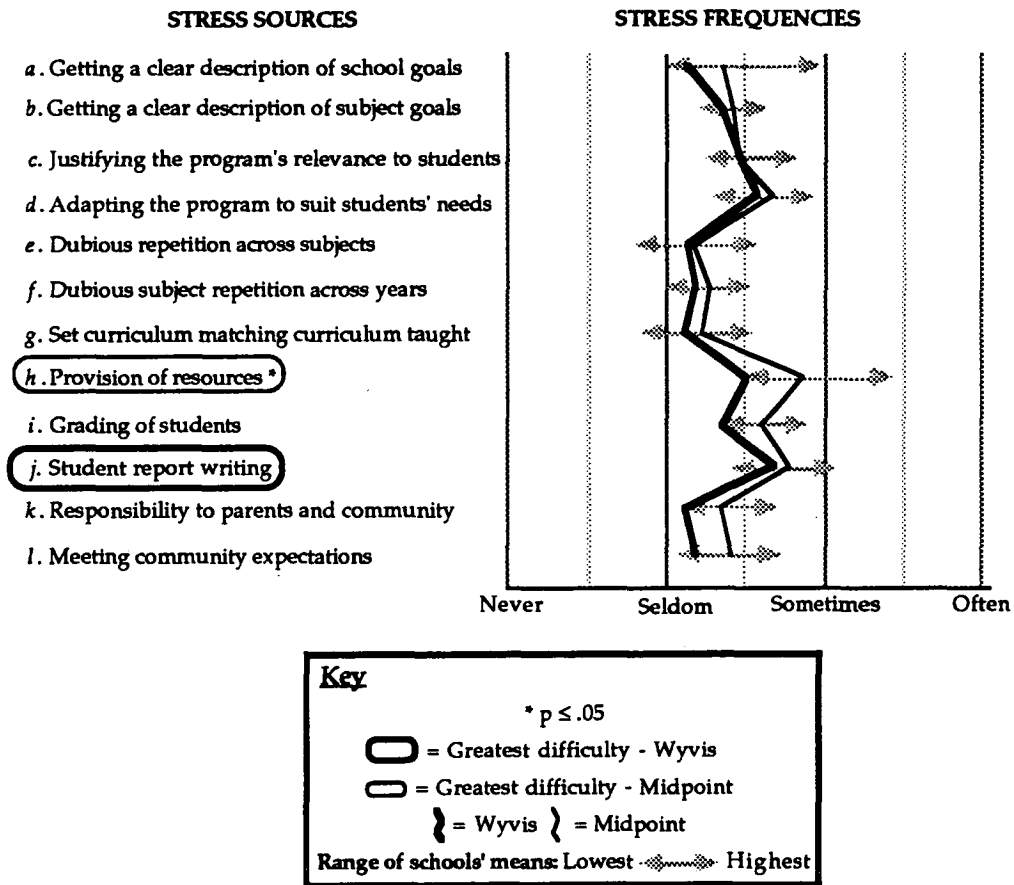 STRESS SOURCES
STRESS FREQUENCIES
a. Getting a clear description of school goals
b. Getting a clear description of subject goals
c. Justifying the program's relevance to students
d. Adapting the program to suit students' needs
e. Dubious repetition across subjects
f. Dubious subject repetition across years
g. Set curriculum matching curriculum taught
h. Provision of resources *
i. Grading of students
j. Student report writing
k. Responsibility to parents and community
l. Meeting community expectations
Never Seldom Sometimes Often
Key
* p ≤ .05
= Greatest difficulty - Wyvis
= Greatest difficulty - Midpoint
= Wyvis = Midpoint
Range of schools' means: Lowest Highest